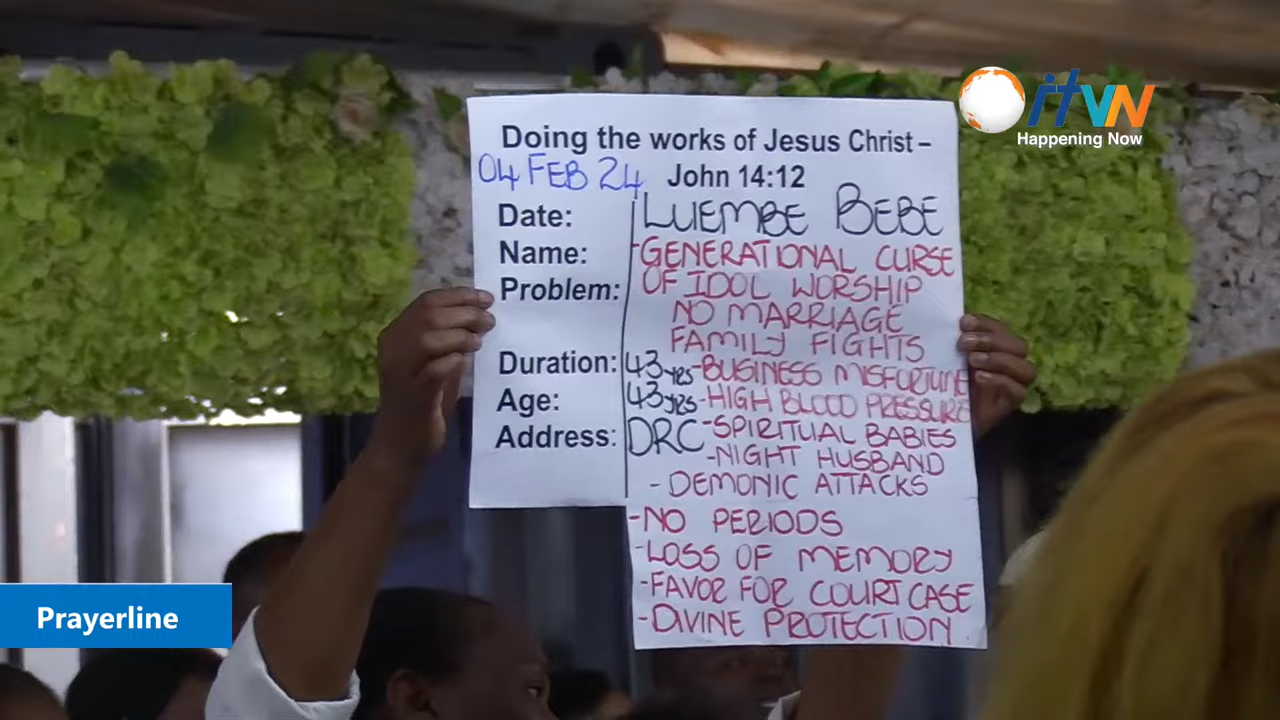 itVN
Happening Now
Doing the works of Jesus Christ –
04 FEB 24 John 14:12
Date: LUEMBE BEBE
Name: -GENERATIONAL CURSE
Problem: OF IDOL WORSHIP
NO MARRIAGE
FAMILY FIGHTS
Duration: 43yrs -BUSINESS MISFORTUNE
Age: 43yrs -HIGH BLOOD PRESSURE
Address: DRC -SPIRITUAL BABIES
-NIGHT HUSBAND
- DEMONIC ATTACKS
-NO PERIODS
-LOSS OF MEMORY
-FAVOR FOR COURT CASE
-DIVINE PROTECTION
Prayerline